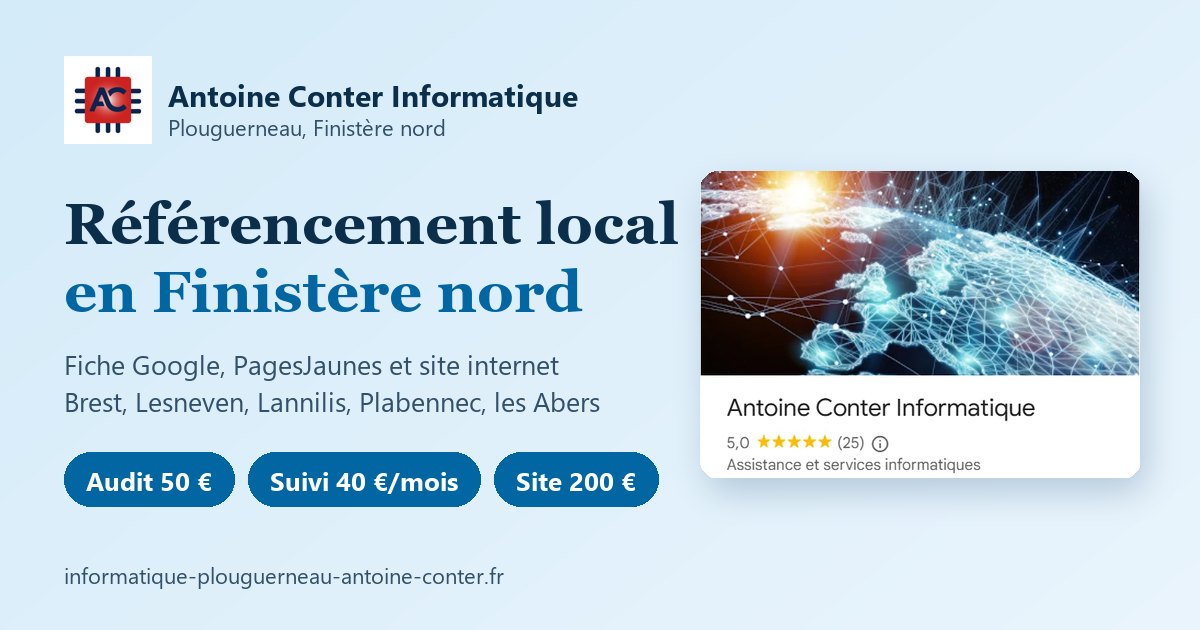 AC
Antoine Conter Informatique
Plouguerneau, Finistère nord
Référencement local
en Finistère nord
Fiche Google, PagesJaunes et site internet
Brest, Lesneven, Lannilis, Plabennec, les Abers
Audit 50 €
Suivi 40 €/mois
Site 200 €
informatique-plouguerneau-antoine-conter.fr
Antoine Conter Informatique
5,0 ★★★★★ (25)
Assistance et services informatiques